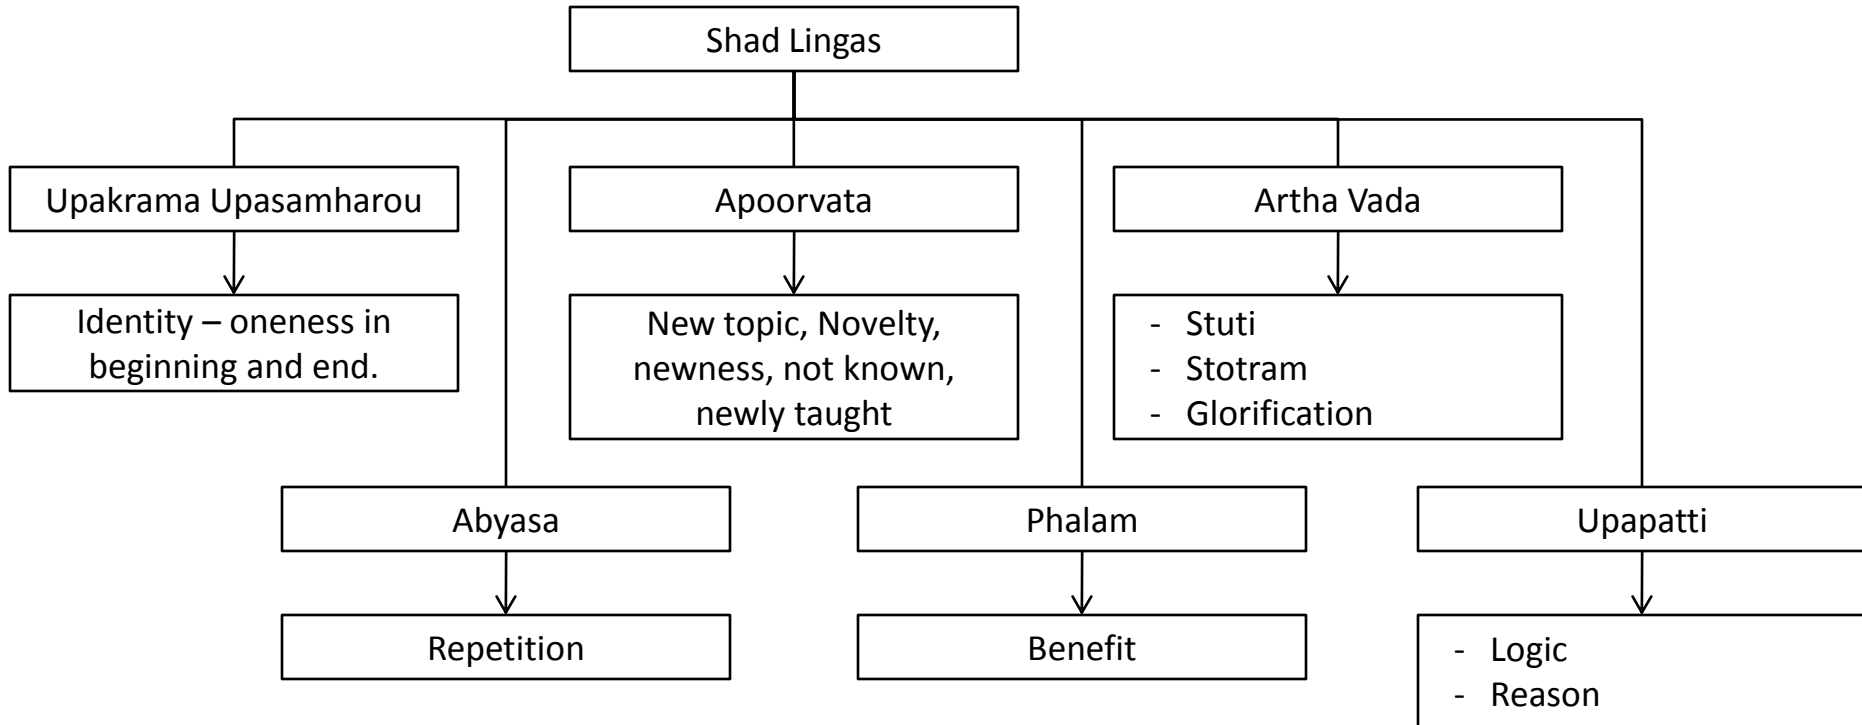 Shad Lingas
Upakrama Upasamharou
Apoorvata
Artha Vada
Identity – oneness in
beginning and end.
New topic, Novelty,
newness, not known,
newly taught
- Stuti
- Stotram
- Glorification
Abyasa
Phalam
Upapatti
Repetition
Benefit
- Logic
- Reason